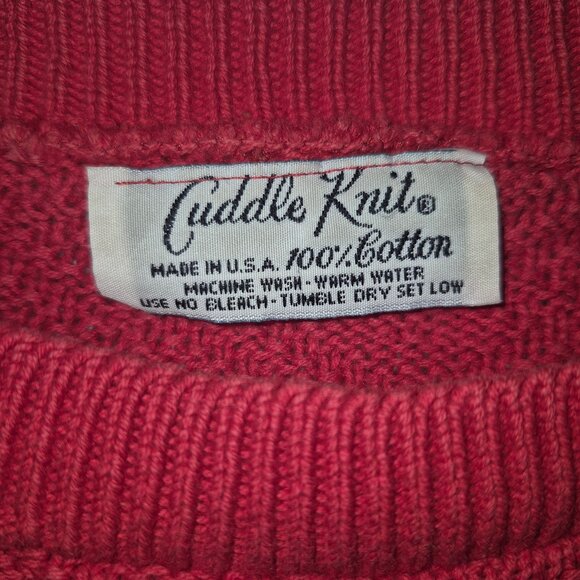 Cuddle Knit®
MADE IN U.S.A. 100% Cotton
MACHINE WASH - WARM WATER
USE NO BLEACH - TUMBLE DRY SET LOW